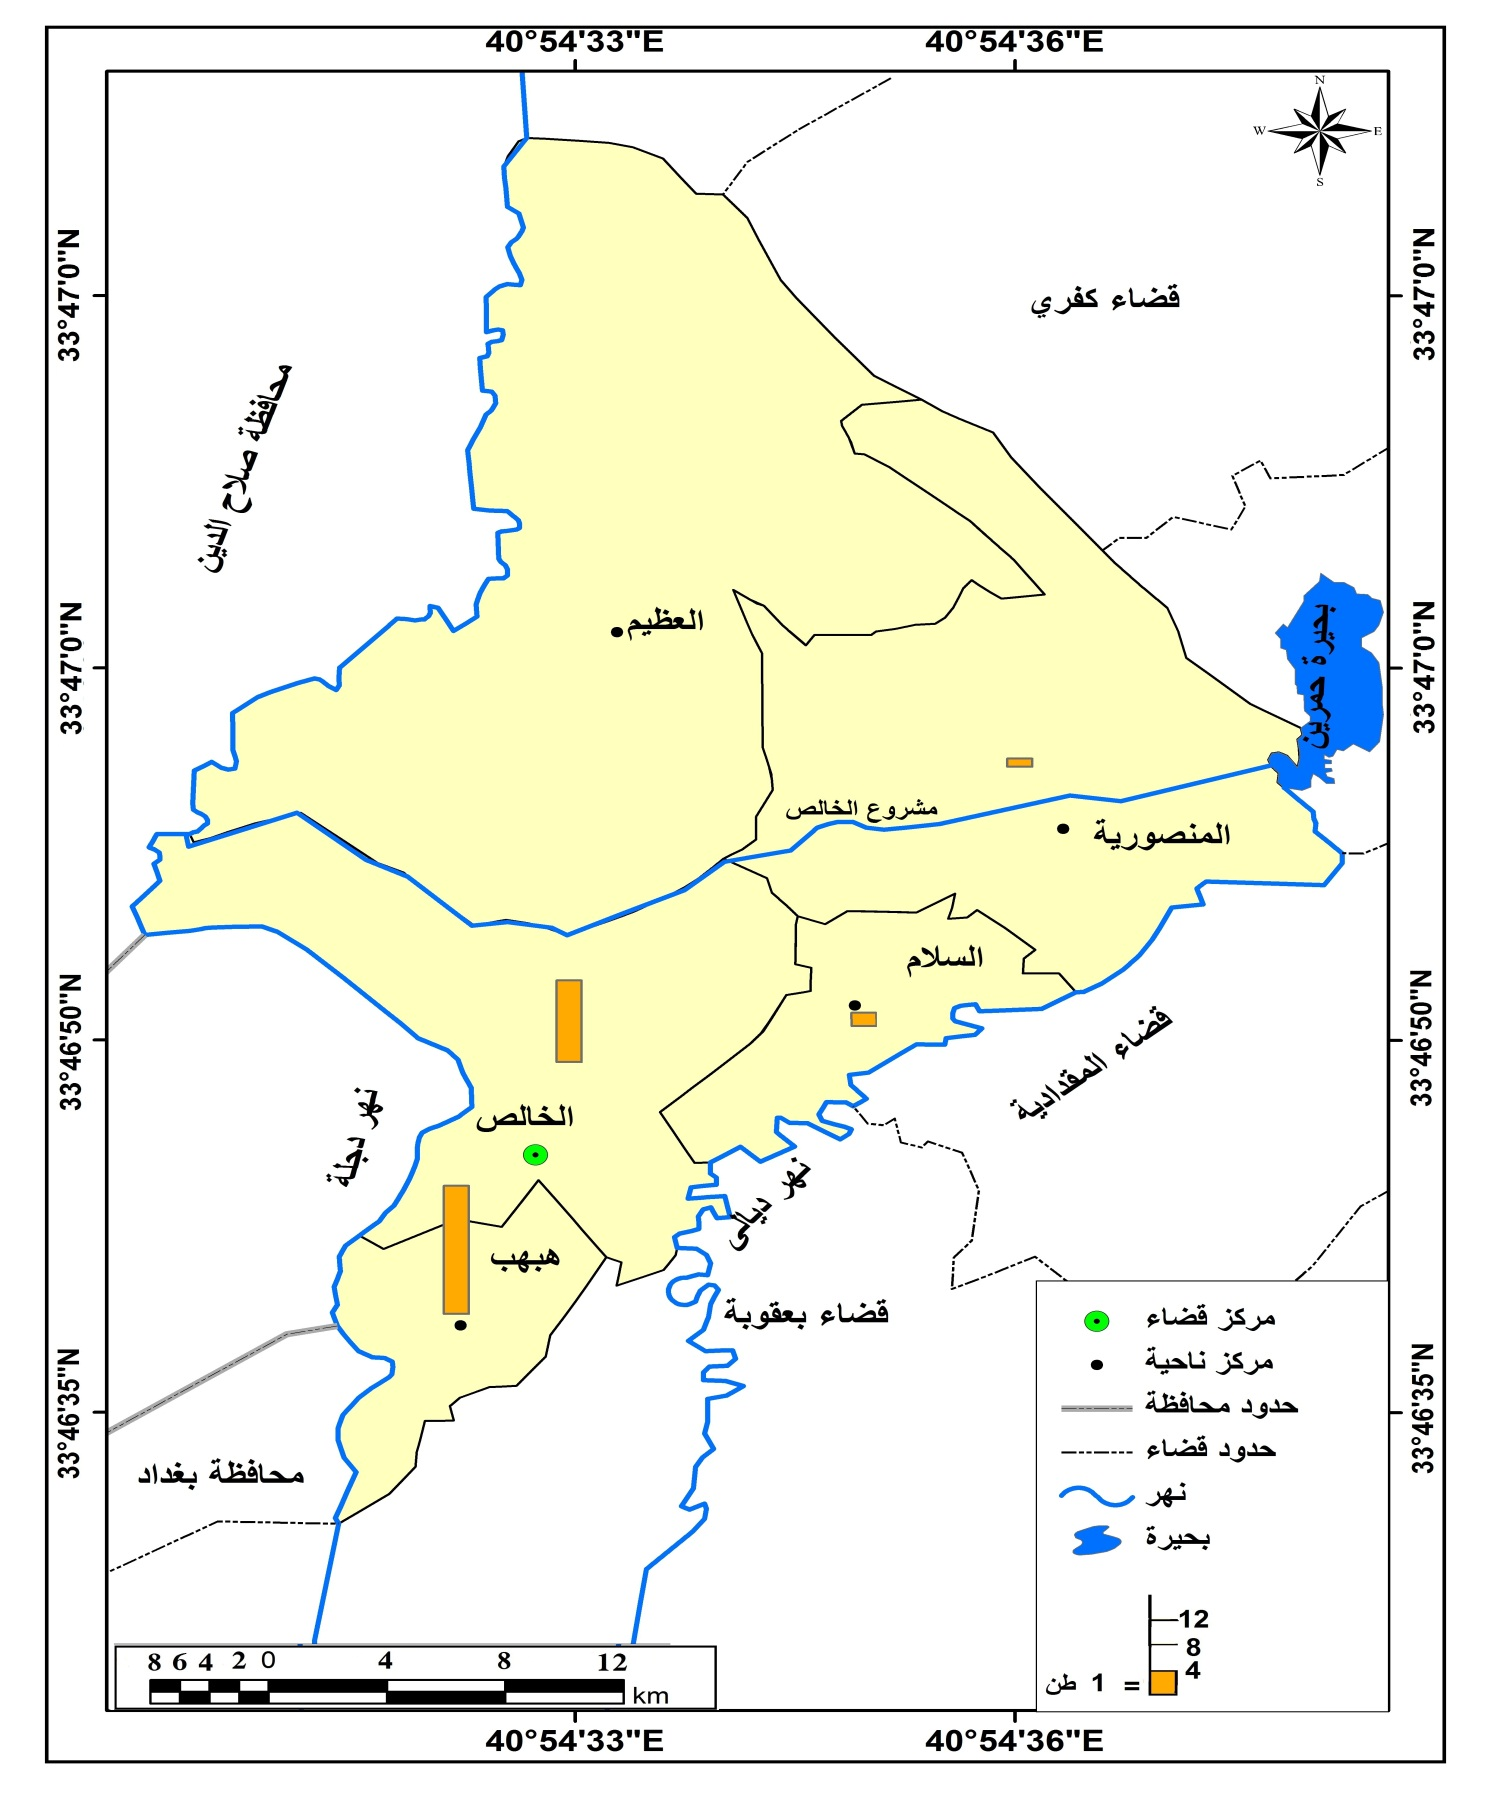 40°54'33"E
40°54'36"E
N
W
E
S
33°47'0"N
33°47'0"N
قضاء كفري
محافظة صلاح الدين
33°47'0"N
33°47'0"N
العظيم
بحيرة حمرين
مشروع الخالص
المنصورية
السلام
33°46'50"N
33°46'50"N
قضاء المقدادية
نهر دجلة
الخالص
نهر ديالى
هبهب
قضاء بعقوبة
33°46'35"N
33°46'35"N
محافظة بغداد
مركز قضاء
مركز ناحية
حدود محافظة
حدود قضاء
نهر
بحيرة
12
8
4
1 طن =
8 6 4 2 0 4 8 12
km
40°54'33"E
40°54'36"E